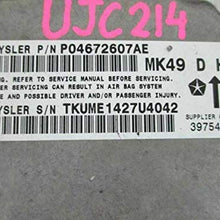 UJC214
YSLER P/N P04672607AE
MK49 D H
G. REFER TO SERVICE MANUAL BEFORE SERVICING.
ER SERVICING CAN RESULT IN AIR BAG SYSTEM
E AND POSSIBLE DRIVER AND/OR PASSENGER INJURY.
YSLER S/N TKUME1427U4042
SUPPLIER
39754